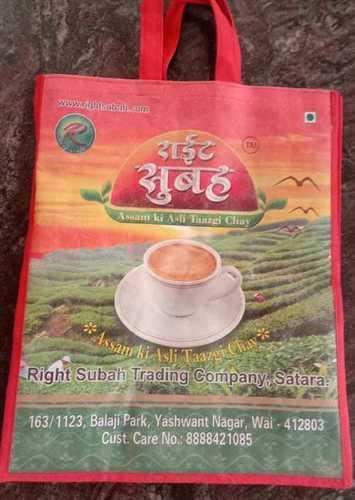 www.rightsubah.com
R
राईट
सुबह
TM
Assam ki Asli Taazgi Chay
*Assam ki Asli Taazgi Chay*
Right Subah Trading Company, Satara.
163/1123, Balaji Park, Yashwant Nagar, Wai - 412803
Cust. Care No.: 8888421085